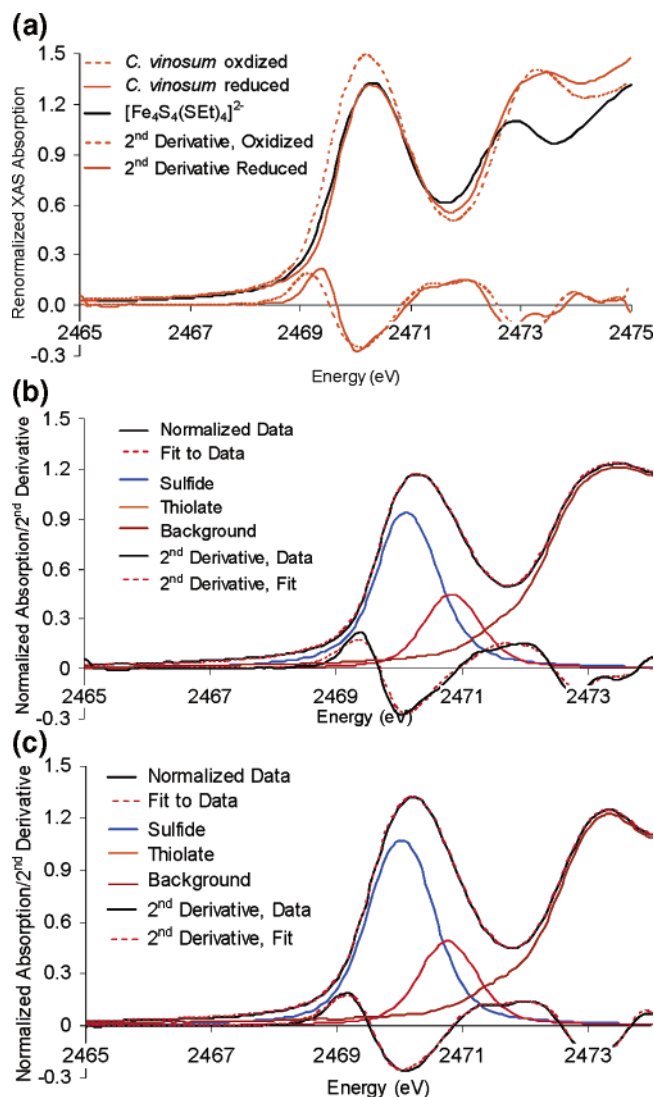 (a)
1.5
1.2
0.9
0.6
0.3
0.0
-0.3
Renormalized XAS Absorption
C. vinosum oxdized
C. vinosum reduced
[Fe4S4(SEt)4]2-
2nd Derivative, Oxidized
2nd Derivative Reduced
2465 2467 2469 2471 2473 2475
Energy (eV)
(b)
1.5
1.2
0.9
0.6
0.3
0
-0.3
Normalized Absorption/2nd Derivative
Normalized Data
Fit to Data
Sulfide
Thiolate
Background
2nd Derivative, Data
2nd Derivative, Fit
2465 2467 2469 2471 2473
Energy (eV)
(c)
1.5
1.2
0.9
0.6
0.3
0
-0.3
Normalized Absorption/2nd Derivative
Normalized Data
Fit to Data
Sulfide
Thiolate
Background
2nd Derivative, Data
2nd Derivative, Fit
2465 2467 2469 2471 2473
Energy (eV)